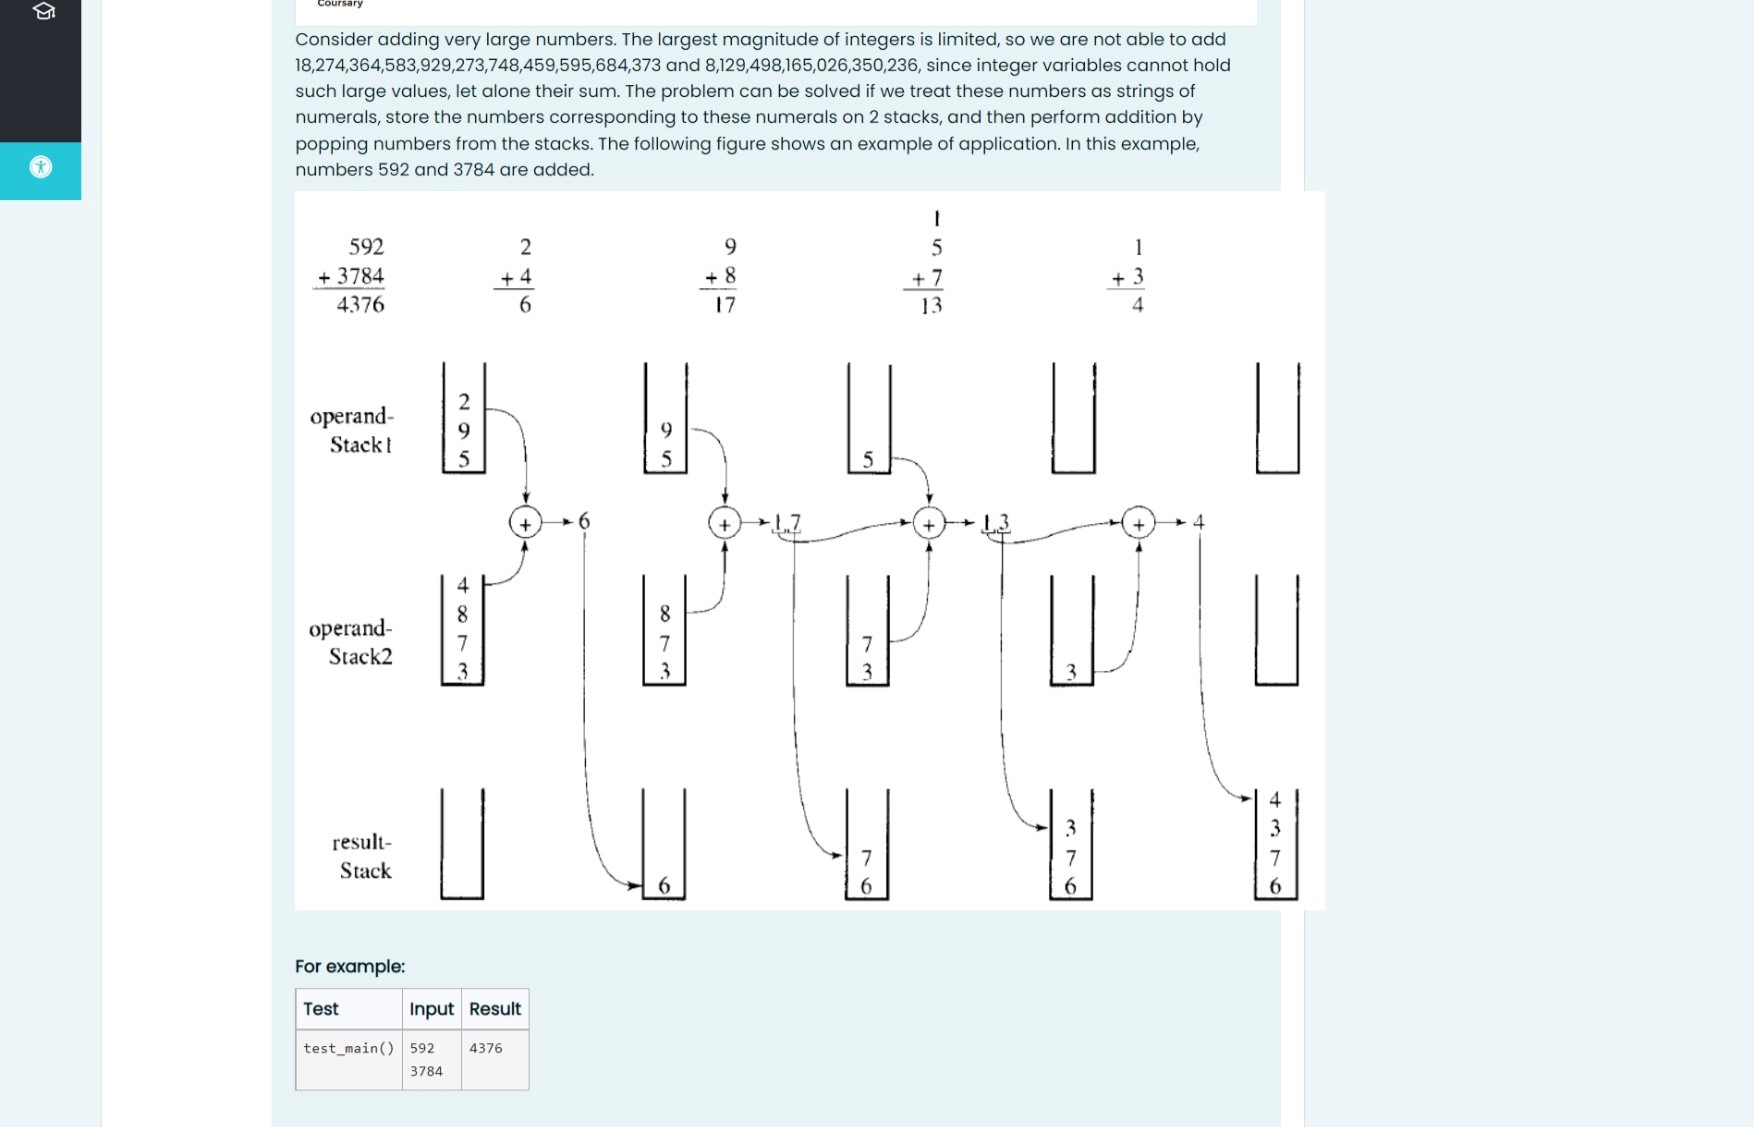 Coursary
Consider adding very large numbers. The largest magnitude of integers is limited, so we are not able to add
18,274,364,583,929,273,748,459,595,684,373 and 8,129,498,165,026,350,236, since integer variables cannot hold
such large values, let alone their sum. The problem can be solved if we treat these numbers as strings of
numerals, store the numbers corresponding to these numerals on 2 stacks, and then perform addition by
popping numbers from the stacks. The following figure shows an example of application. In this example,
numbers 592 and 3784 are added.
1
592 2 9 5 1
+ 3784 + 4 + 8 + 7 + 3
4376 6 17 13 4
operand-
Stack1
2
9 9
5 5 5
+ 6 + 1 7 + 1 3 + 4
operand-
Stack2
4
8 8
7 7 7
3 3 3 3
result-
Stack
4
3 3
7 7 7
6 6 6 6
For example:
Test Input Result
test_main() 592 4376
3784